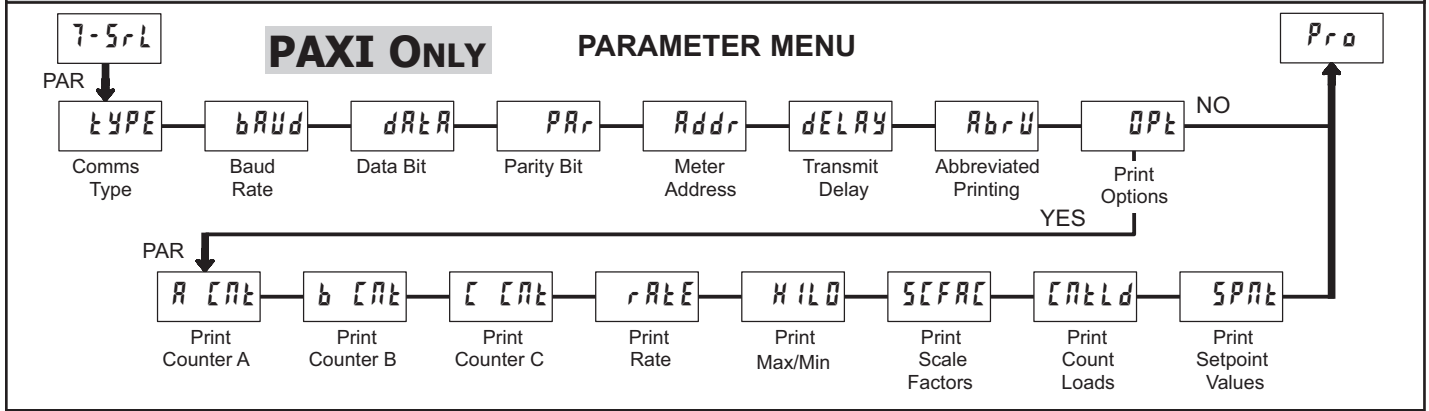 7-SrL
PAXI ONLY
PARAMETER MENU
Pro
PAR
tYPE
bAUd
dAtA
PAr
Addr
dELAY
AbrU
OPt
NO
Comms Type
Baud Rate
Data Bit
Parity Bit
Meter Address
Transmit Delay
Abbreviated Printing
Print Options
YES
PAR
A CNt
b CNt
C CNt
rAtE
HILO
SCFAC
CNtLd
SPNt
Print Counter A
Print Counter B
Print Counter C
Print Rate
Print Max/Min
Print Scale Factors
Print Count Loads
Print Setpoint Values